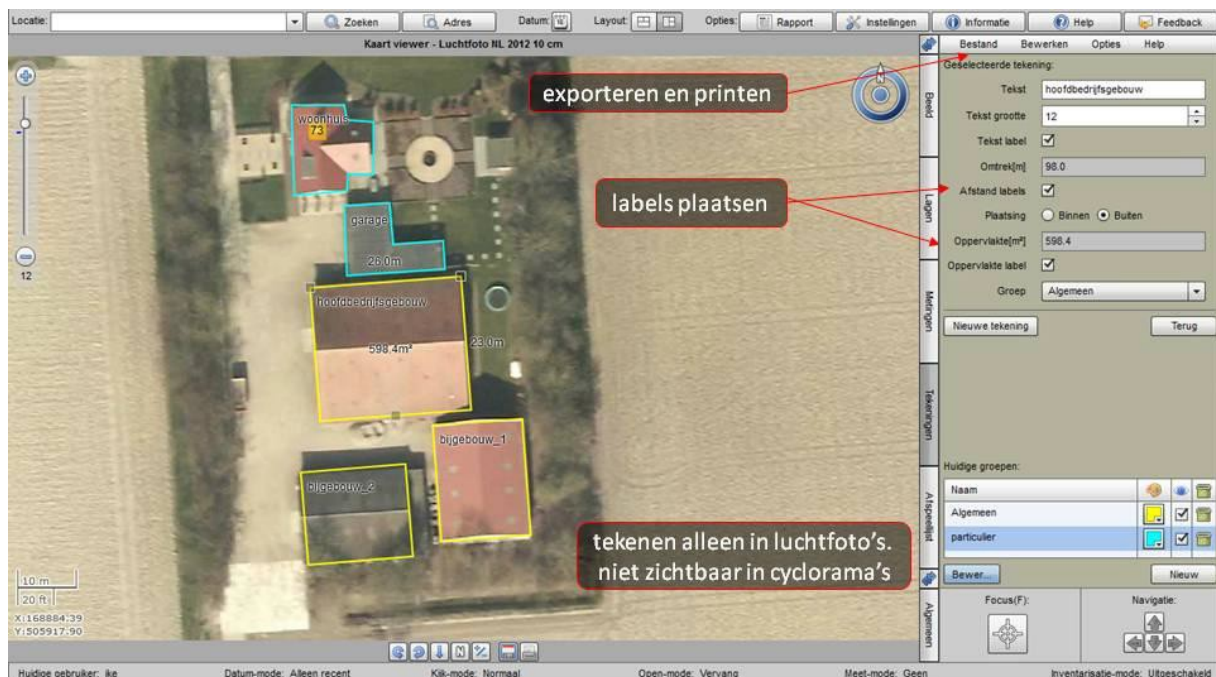 Locatie:
Zoeken
Adres
Datum:
Layout:
Opties:
Rapport
Instellingen
Informatie
Help
Feedback
Kaart viewer - Luchtfoto NL 2012 10 cm
Bestand Bewerken Opties Help
Geselecteerde tekening:
Tekst hoofdbedrijfsgebouw
Tekst grootte 12
Tekst label
Omtrek[m] 98.0
Afstand labels
Plaatsing Binnen Buiten
Oppervlakte[m²] 598.4
Oppervlakte label
Groep Algemeen
Nieuwe tekening Terug
Huidige groepen:
Naam
Algemeen
particulier
Bewer... Nieuw
Focus(F): Navigatie:
Beeld
Lagen
Metingen
Tekeningen
Afspeellijst
Algemeen
exporteren en printen
labels plaatsen
tekenen alleen in luchtfoto's.
niet zichtbaar in cyclorama's
N
12
woonhuis
73
garage
26.0m
hoofdbedrijfsgebouw
598.4m²
23.0m
bijgebouw_1
bijgebouw_2
10 m
20 ft
X:168884.39
Y:505917.90
N
Huidige gebruiker: ike
Datum-mode: Alleen recent
Kijk-mode: Normaal
Open-mode: Vervang
Meet-mode: Geen
Inventarisatie-mode: Uitgeschakeld